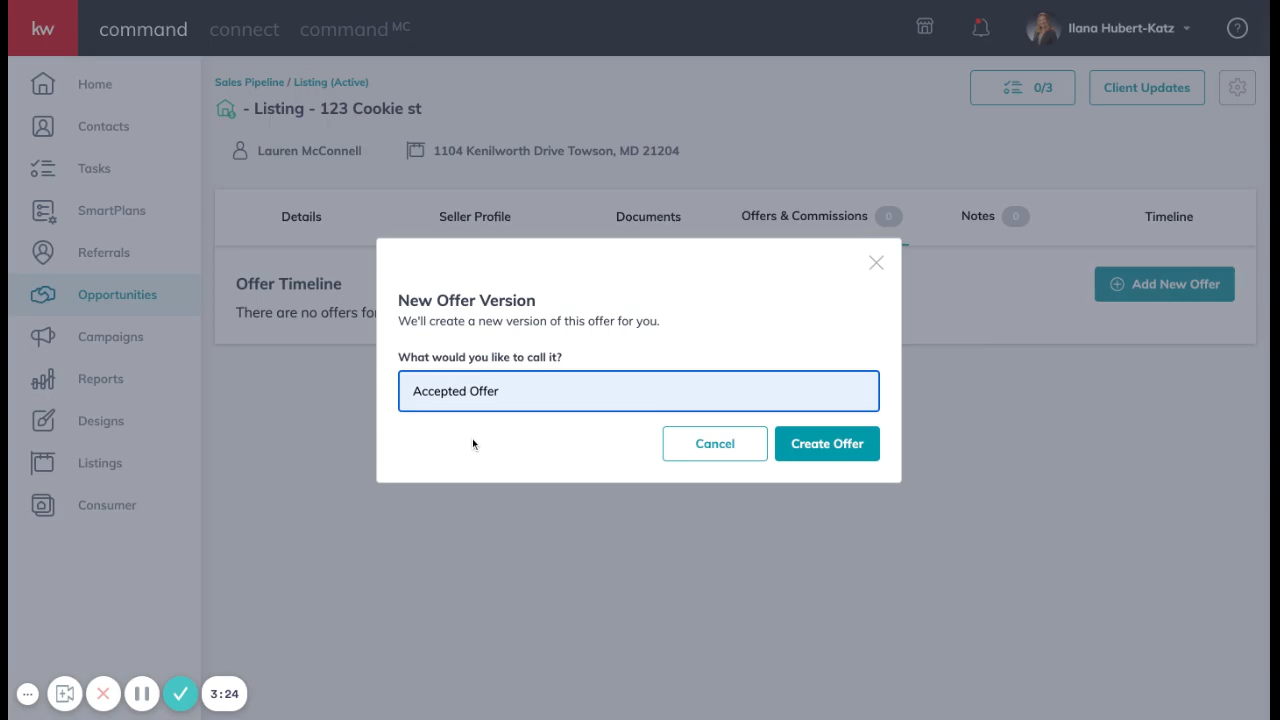 kw command connect command MC Ilana Hubert-Katz ?
Home
Contacts
Tasks
SmartPlans
Referrals
Opportunities
Campaigns
Reports
Designs
Listings
Consumer
Sales Pipeline / Listing (Active)
- Listing - 123 Cookie st
0/3 Client Updates
Lauren McConnell 1104 Kenilworth Drive Towson, MD 21204
Details Seller Profile Documents Offers & Commissions 0 Notes 0 Timeline
Offer Timeline
There are no offers for
Add New Offer
New Offer Version
We'll create a new version of this offer for you.
What would you like to call it?
Accepted Offer
Cancel Create Offer
3:24